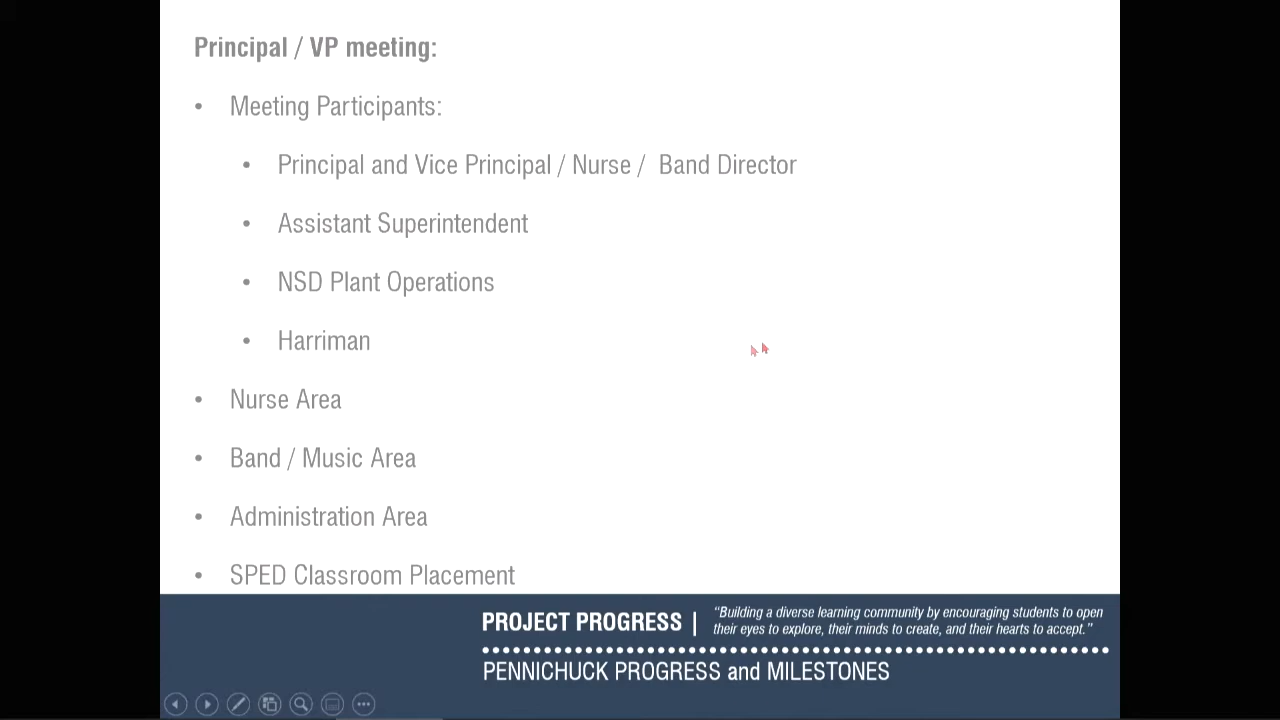 Principal / VP meeting:
• Meeting Participants:
• Principal and Vice Principal / Nurse / Band Director
• Assistant Superintendent
• NSD Plant Operations
• Harriman
• Nurse Area
• Band / Music Area
• Administration Area
• SPED Classroom Placement
PROJECT PROGRESS |
“Building a diverse learning community by encouraging students to open
their eyes to explore, their minds to create, and their hearts to accept.”
PENNICHUCK PROGRESS and MILESTONES